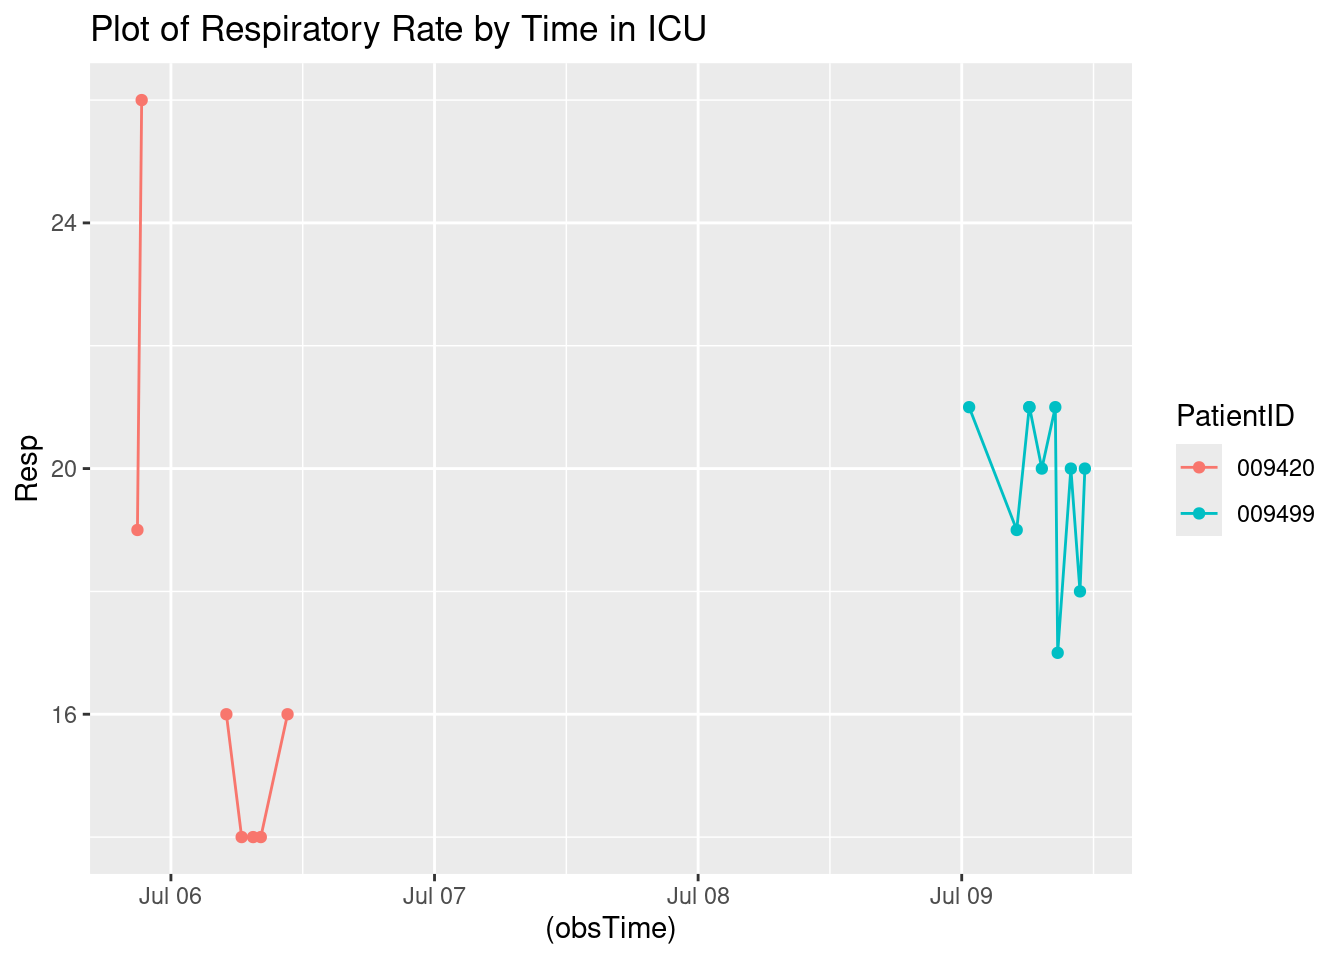 Plot of Respiratory Rate by Time in ICU
24
20
16
Resp
Jul 06
Jul 07
Jul 08
Jul 09
(obsTime)
PatientID
009420
009499